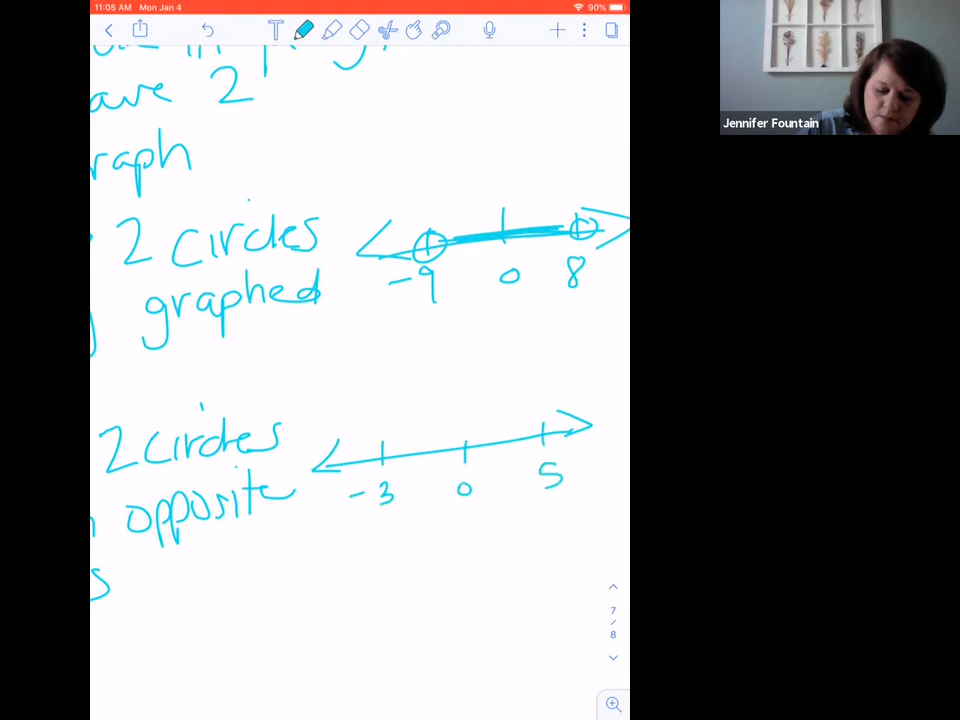 11:05 AM Mon Jan 4
90%
Jennifer Fountain
ave 2
raph
2 circles
graphed
-9 0 8
2 circles
opposite
-3 0 5
s
7
/
8